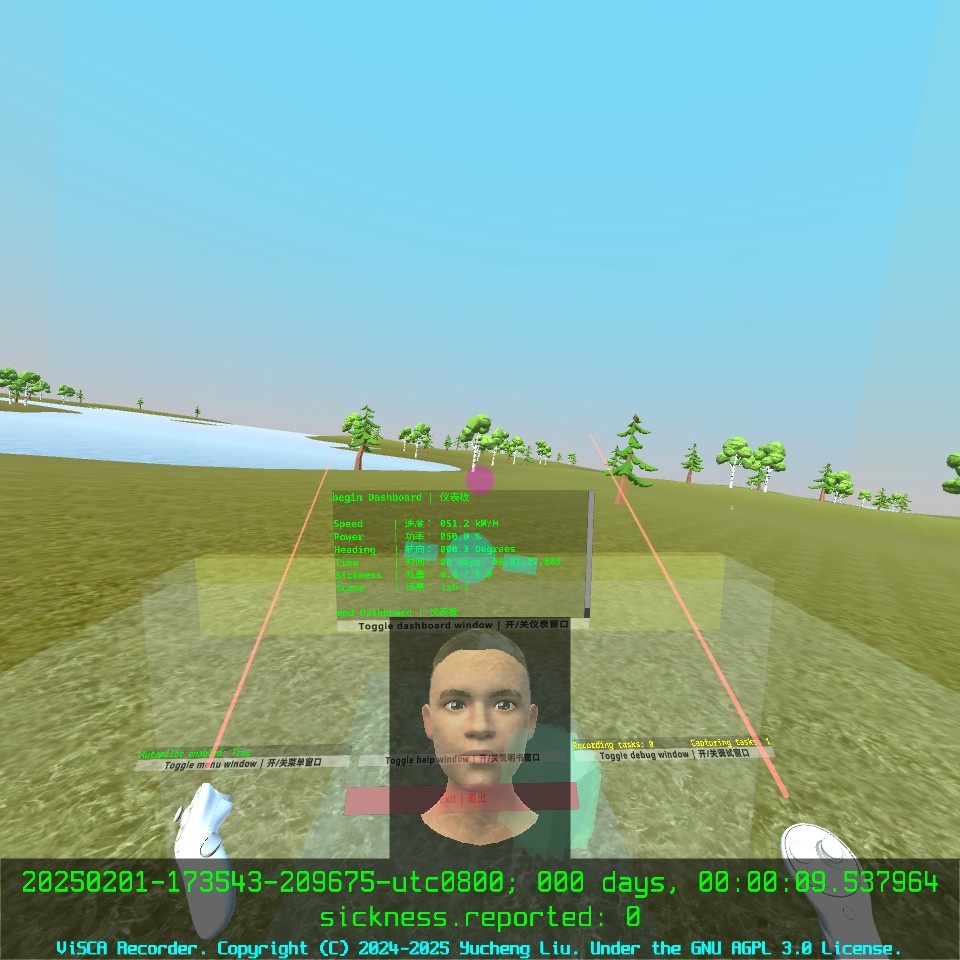 begin Dashboard | 仪表板
Speed | 速度： 051.2 KM/H
Power | 功率： 050.0 %
Heading | 航向： 000.3 Degrees
Time | 时间： 00 days
Sickness | 眩晕：
Scene | 场景：
end Dashboard | 仪表板
Toggle dashboard window | 开/关仪表窗口
Autopilot enabled: True
Toggle menu window | 开/关菜单窗口
Toggle help window | 开/关说明书窗口
Recording tasks: 0 Capturing tasks: 1
Toggle debug window | 开/关调试窗口
Exit | 退出
20250201-173543-209675-utc0800; 000 days, 00:00:09.537964
sickness.reported: 0
ViSCA Recorder. Copyright (C) 2024-2025 Yucheng Liu. Under the GNU AGPL 3.0 License.